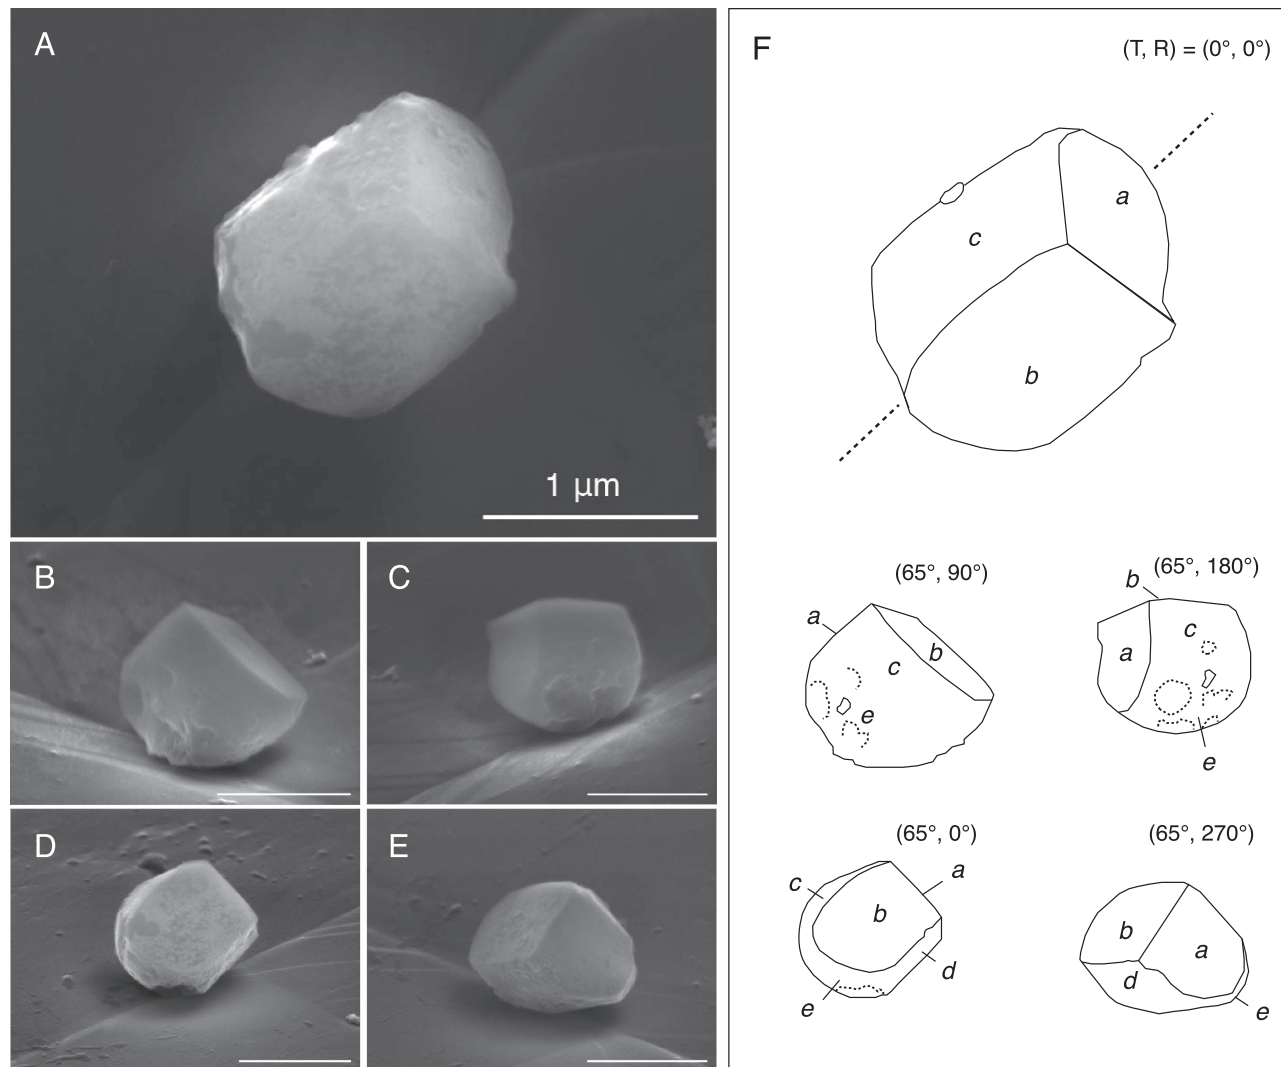 A
1 μm
B
C
D
E
F
(T, R) = (0°, 0°)
a
c
b
(65°, 90°)
a
b
c
e
(65°, 180°)
b
c
a
e
(65°, 0°)
c
a
b
d
e
(65°, 270°)
b
a
d
e